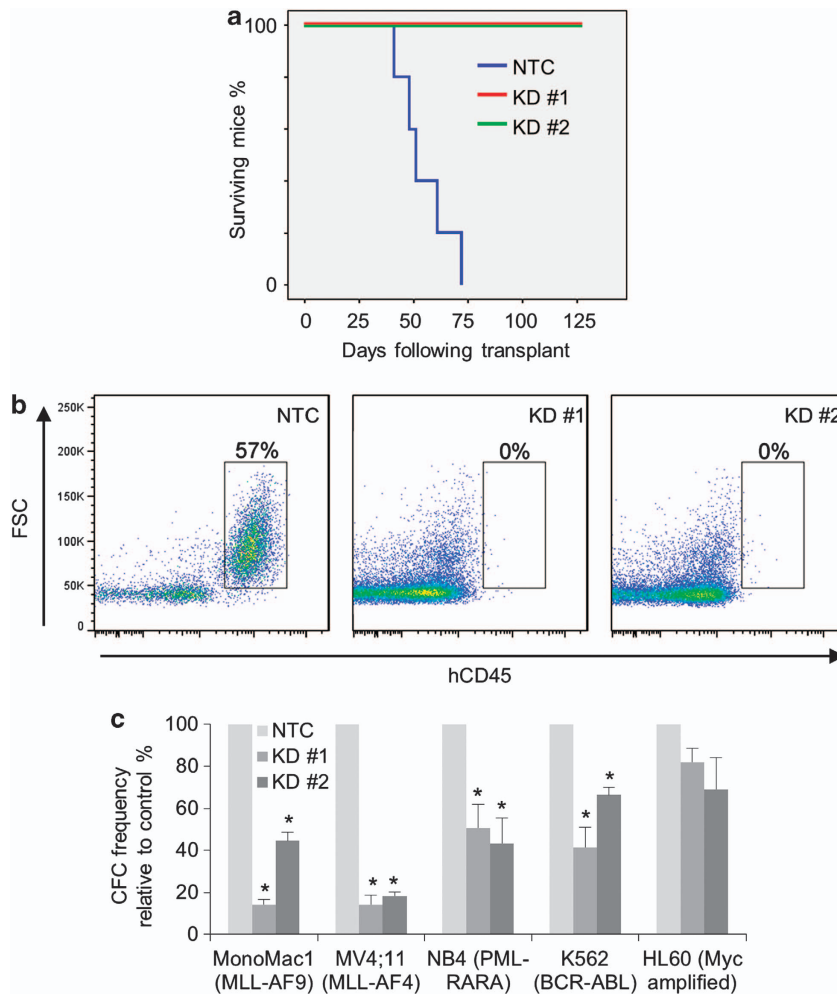 a
100
0
Surviving mice %
NTC
KD #1
KD #2
0 25 50 75 100 125
Days following transplant
b
FSC
250K
200K
150K
100K
50K
0
NTC
57%
KD #1
0%
KD #2
0%
hCD45
c
CFC frequency
relative to control %
100
80
60
40
20
0
NTC
KD #1
KD #2
* * * * * * * *
MonoMac1 MV4;11 NB4 (PML- K562 HL60 (Myc
(MLL-AF9) (MLL-AF4) RARA) (BCR-ABL) amplified)